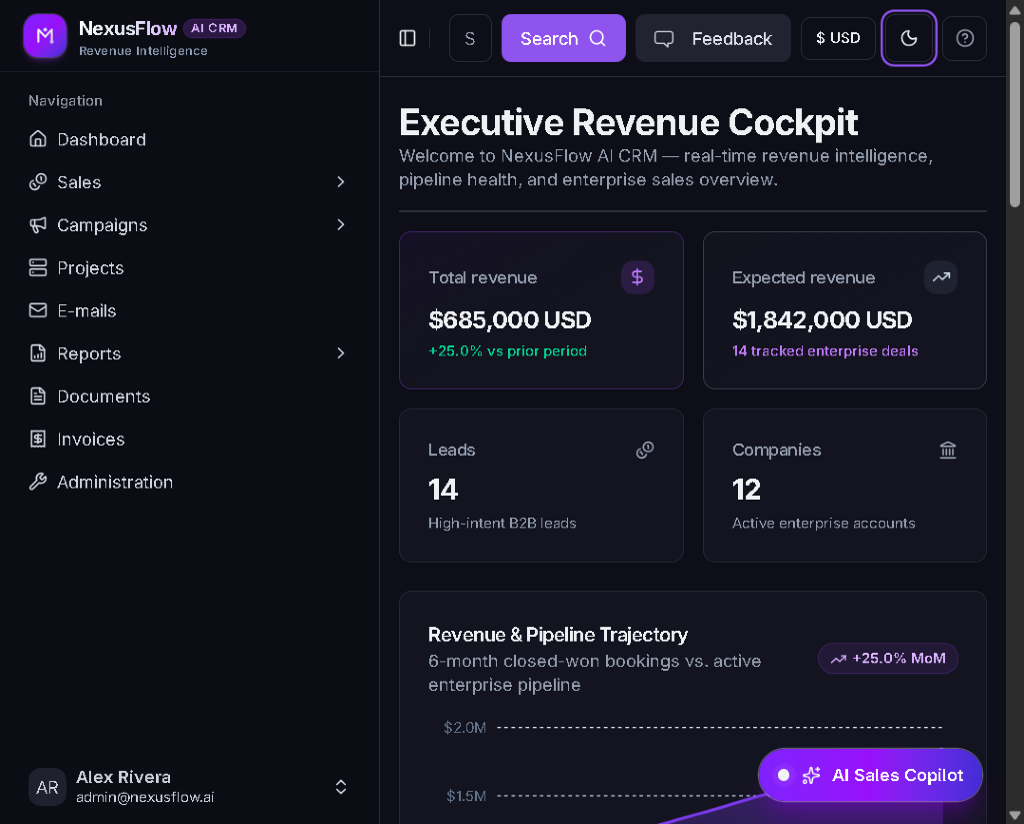 NexusFlow AI CRM
Revenue Intelligence
Navigation
Dashboard
Sales
Campaigns
Projects
E-mails
Reports
Documents
Invoices
Administration
AR
Alex Rivera
admin@nexusflow.ai
S
Search
Feedback
$ USD
Executive Revenue Cockpit
Welcome to NexusFlow AI CRM — real-time revenue intelligence,
pipeline health, and enterprise sales overview.
Total revenue
$685,000 USD
+25.0% vs prior period
Expected revenue
$1,842,000 USD
14 tracked enterprise deals
Leads
14
High-intent B2B leads
Companies
12
Active enterprise accounts
Revenue & Pipeline Trajectory
6-month closed-won bookings vs. active
enterprise pipeline
+25.0% MoM
$2.0M
$1.5M
AI Sales Copilot